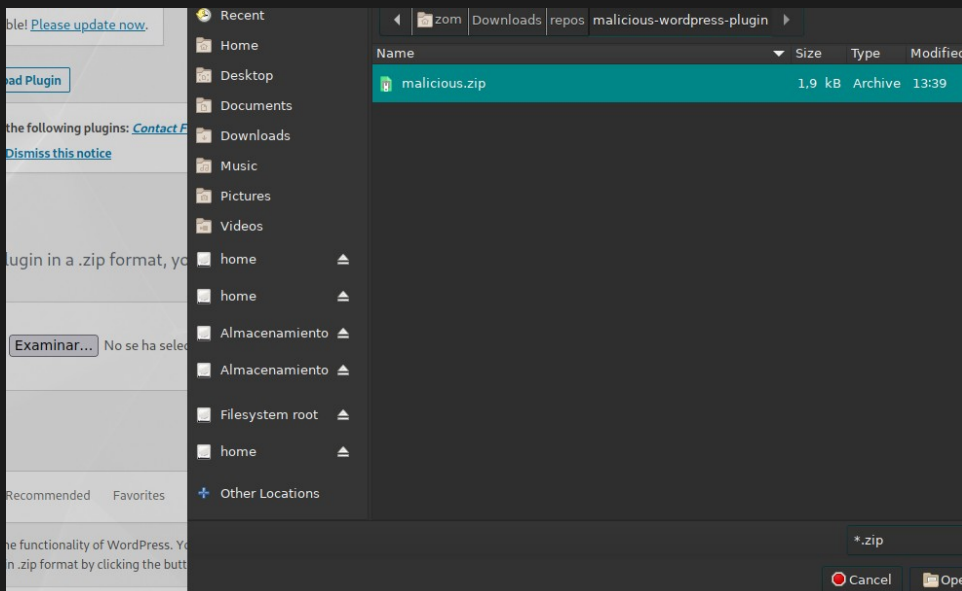 ble! Please update now.
oad Plugin
the following plugins: Contact F
Dismiss this notice
lugin in a .zip format, yo
Examinar... No se ha selec
Recommended Favorites
he functionality of WordPress. Yo
in .zip format by clicking the butt
Recent
Home
Desktop
Documents
Downloads
Music
Pictures
Videos
home
home
Almacenamiento
Almacenamiento
Filesystem root
home
Other Locations
zom Downloads repos malicious-wordpress-plugin
Name Size Type Modified
malicious.zip 1,9 kB Archive 13:39
*.zip
Cancel Ope